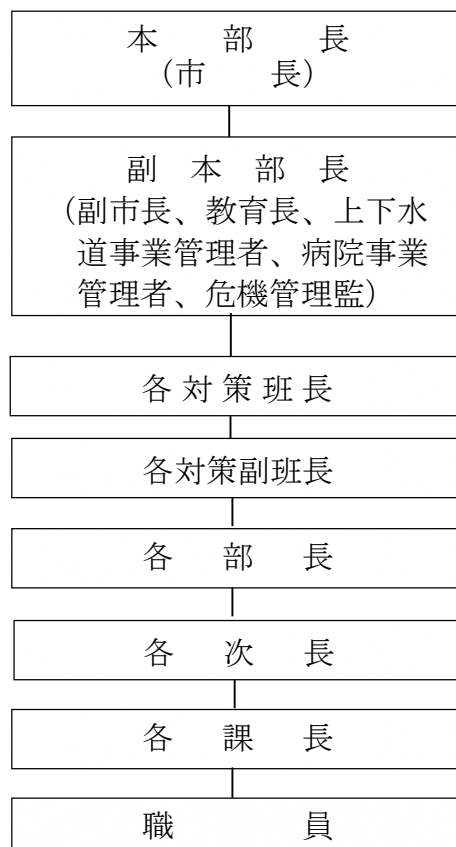 本　部　長
（市　長）
副　本　部　長
（副市長、教育長、上下水
道事業管理者、病院事業
管理者、危機管理監）
各対策班長
各対策副班長
各　部　長
各　次　長
各　課　長
職　　　員